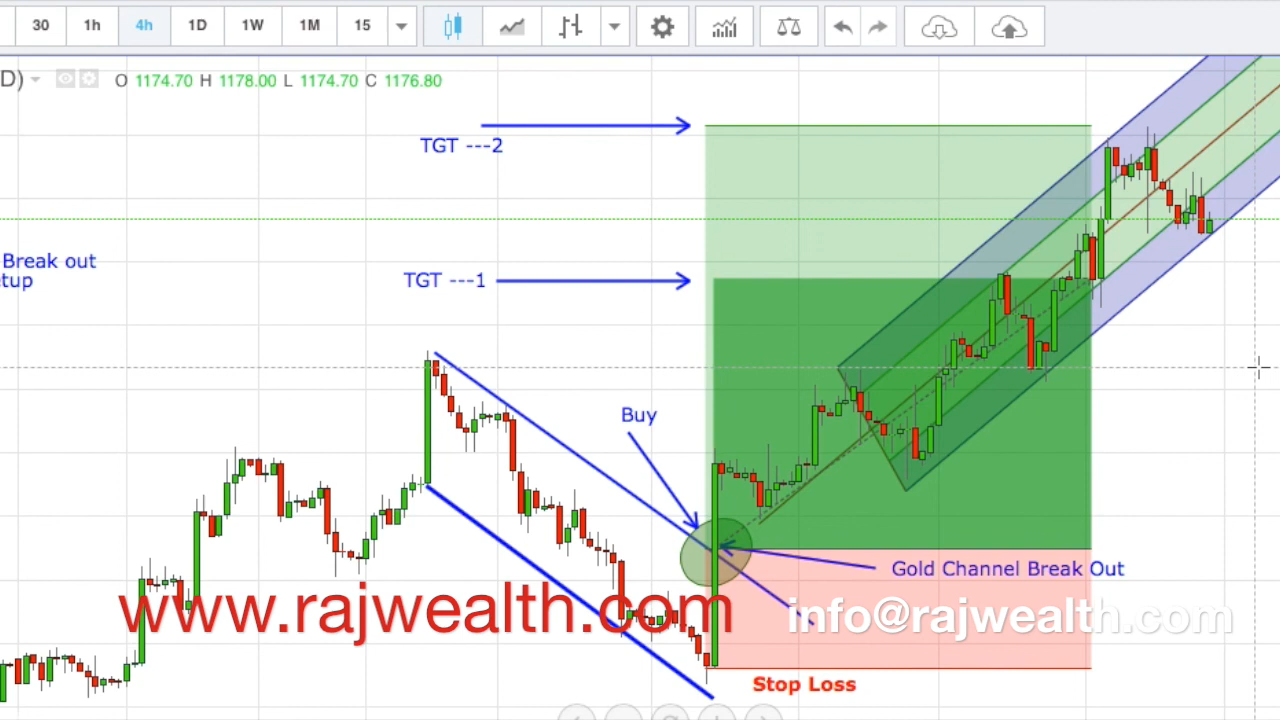 30 1h 4h 1D 1W 1M 15
D) O 1174.70 H 1178.00 L 1174.70 C 1176.80
TGT ---2
Break out
tup
TGT ---1
Buy
Gold Channel Break Out
www.rajwealth.com
info@rajwealth.com
Stop Loss